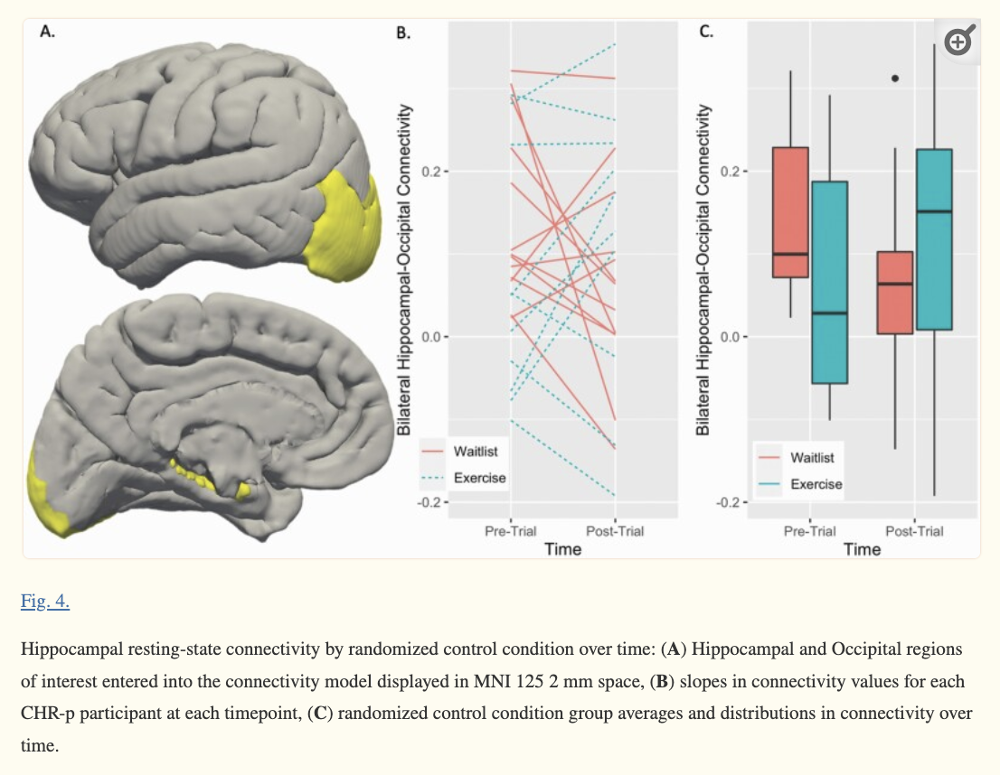 A.
B.
C.
Bilateral Hippocampal-Occipital Connectivity
0.2
0.0
-0.2
Waitlist
Exercise
Pre-Trial
Post-Trial
Time
Bilateral Hippocampal-Occipital Connectivity
0.2
0.0
-0.2
Waitlist
Exercise
Pre-Trial
Post-Trial
Time
Fig. 4.
Hippocampal resting-state connectivity by randomized control condition over time: (A) Hippocampal and Occipital regions
of interest entered into the connectivity model displayed in MNI 125 2 mm space, (B) slopes in connectivity values for each
CHR-p participant at each timepoint, (C) randomized control condition group averages and distributions in connectivity over
time.